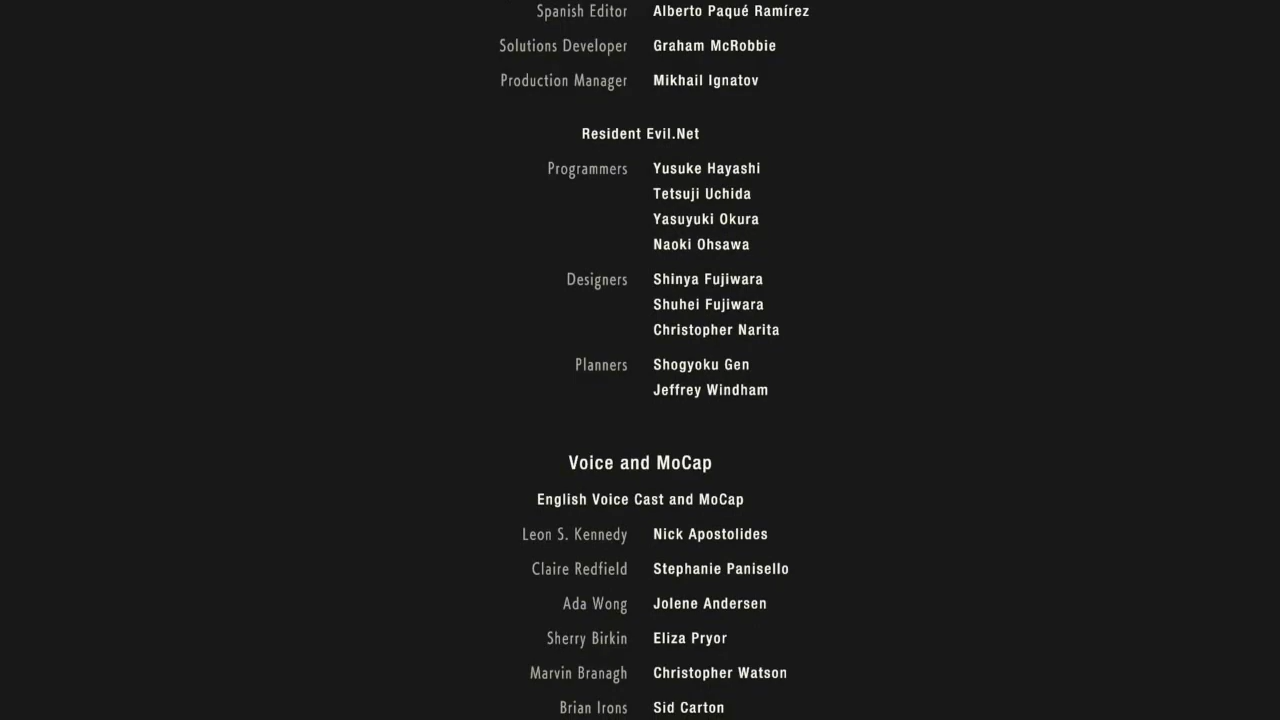 Spanish Editor Alberto Paqué Ramírez
Solutions Developer Graham McRobbie
Production Manager Mikhail Ignatov
Resident Evil.Net
Programmers Yusuke Hayashi
Tetsuji Uchida
Yasuyuki Okura
Naoki Ohsawa
Designers Shinya Fujiwara
Shuhei Fujiwara
Christopher Narita
Planners Shogyoku Gen
Jeffrey Windham
Voice and MoCap
English Voice Cast and MoCap
Leon S. Kennedy Nick Apostolides
Claire Redfield Stephanie Panisello
Ada Wong Jolene Andersen
Sherry Birkin Eliza Pryor
Marvin Branagh Christopher Watson
Brian Irons Sid Carton